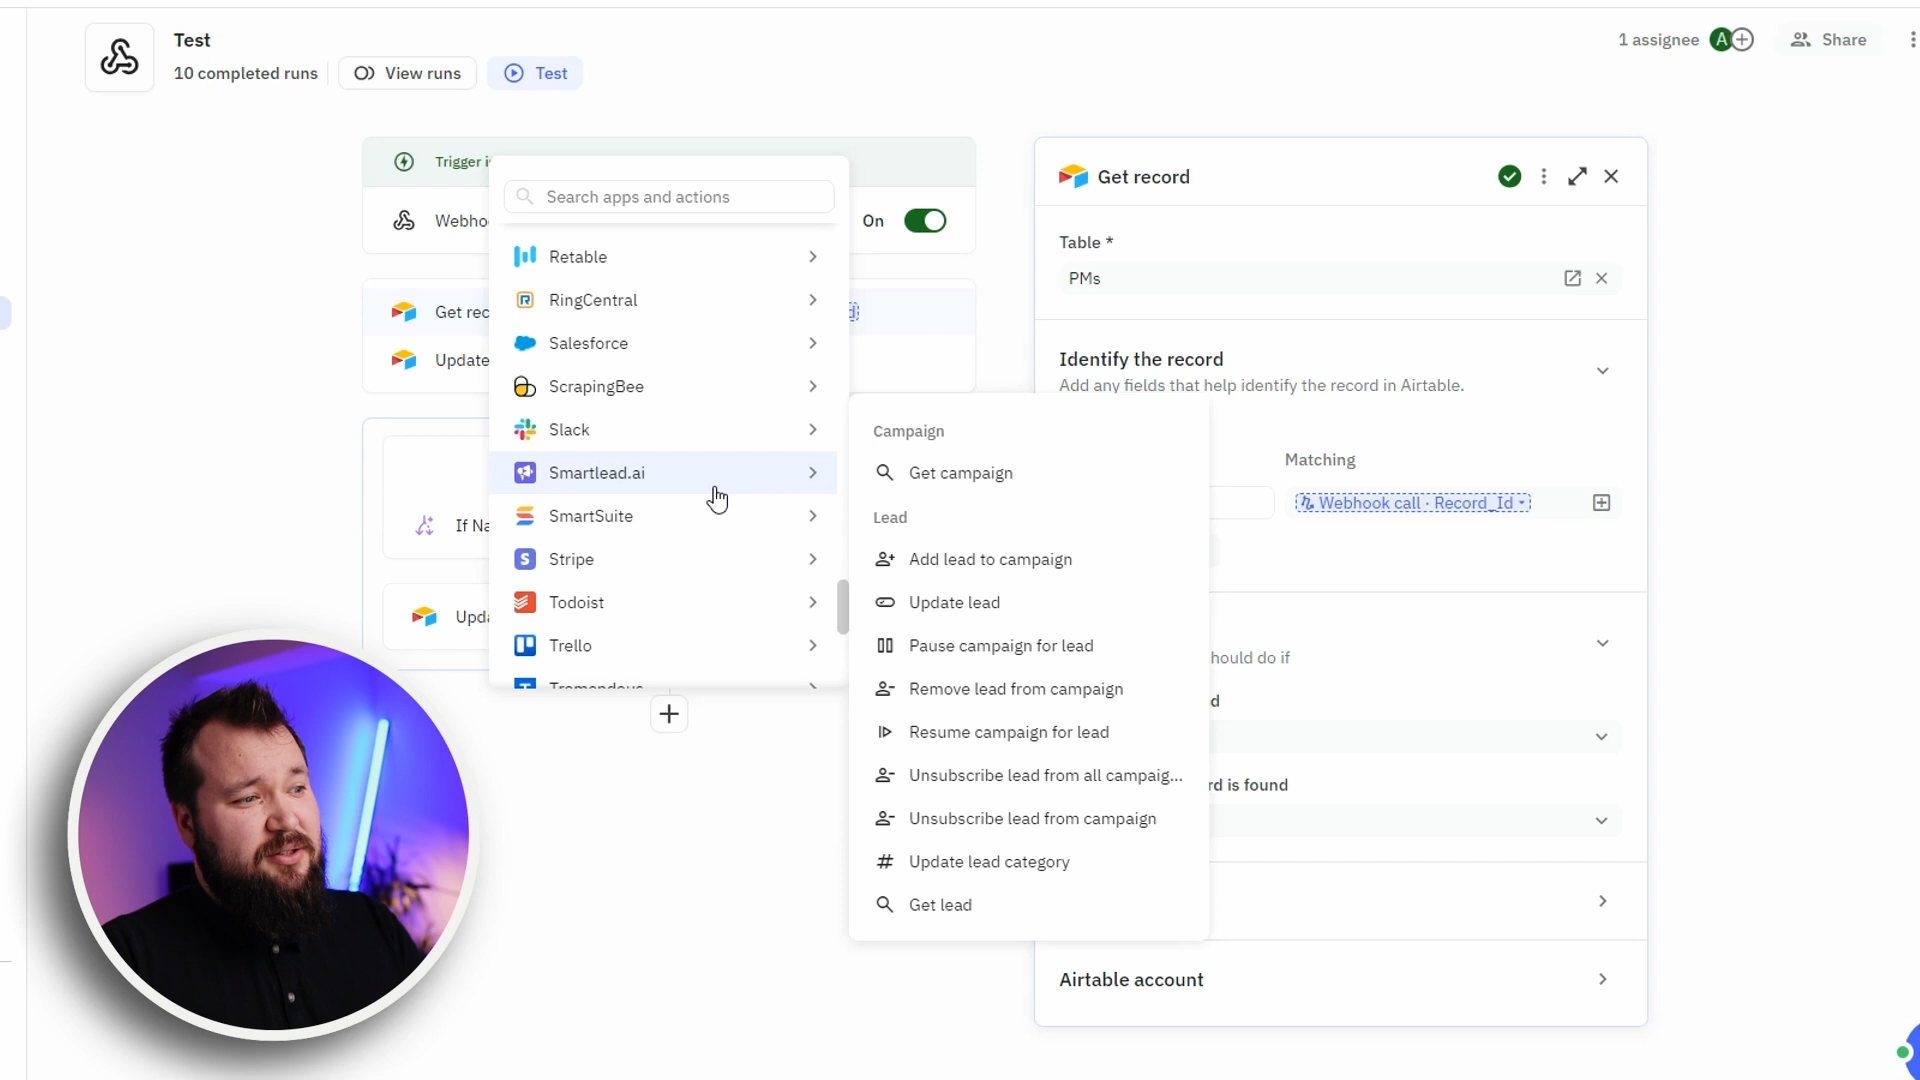 Test
10 completed runs
View runs
Test
1 assignee
A
Share
Trigger i
Webho
On
Get rec
Update
If Na
Upda
Search apps and actions
Retable
RingCentral
Salesforce
ScrapingBee
Slack
Smartlead.ai
SmartSuite
Stripe
Todoist
Trello
Tremendous
Campaign
Get campaign
Lead
Add lead to campaign
Update lead
Pause campaign for lead
Remove lead from campaign
Resume campaign for lead
Unsubscribe lead from all campaig...
Unsubscribe lead from campaign
Update lead category
Get lead
Get record
Table *
PMs
Identify the record
Add any fields that help identify the record in Airtable.
Matching
Webhook call · Record_Id
hould do if
d
rd is found
Airtable account